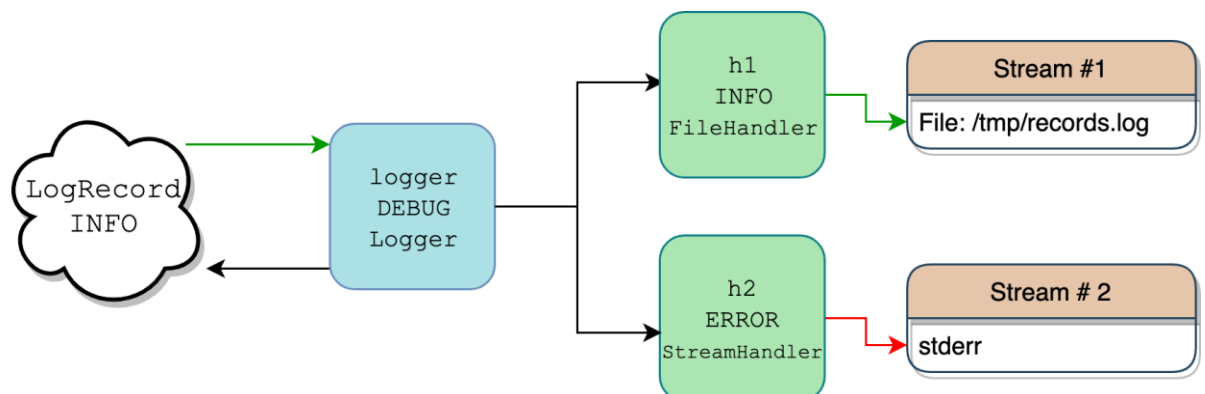 LogRecord
INFO
logger
DEBUG
Logger
h1
INFO
FileHandler
Stream #1
File: /tmp/records.log
h2
ERROR
StreamHandler
Stream # 2
stderr